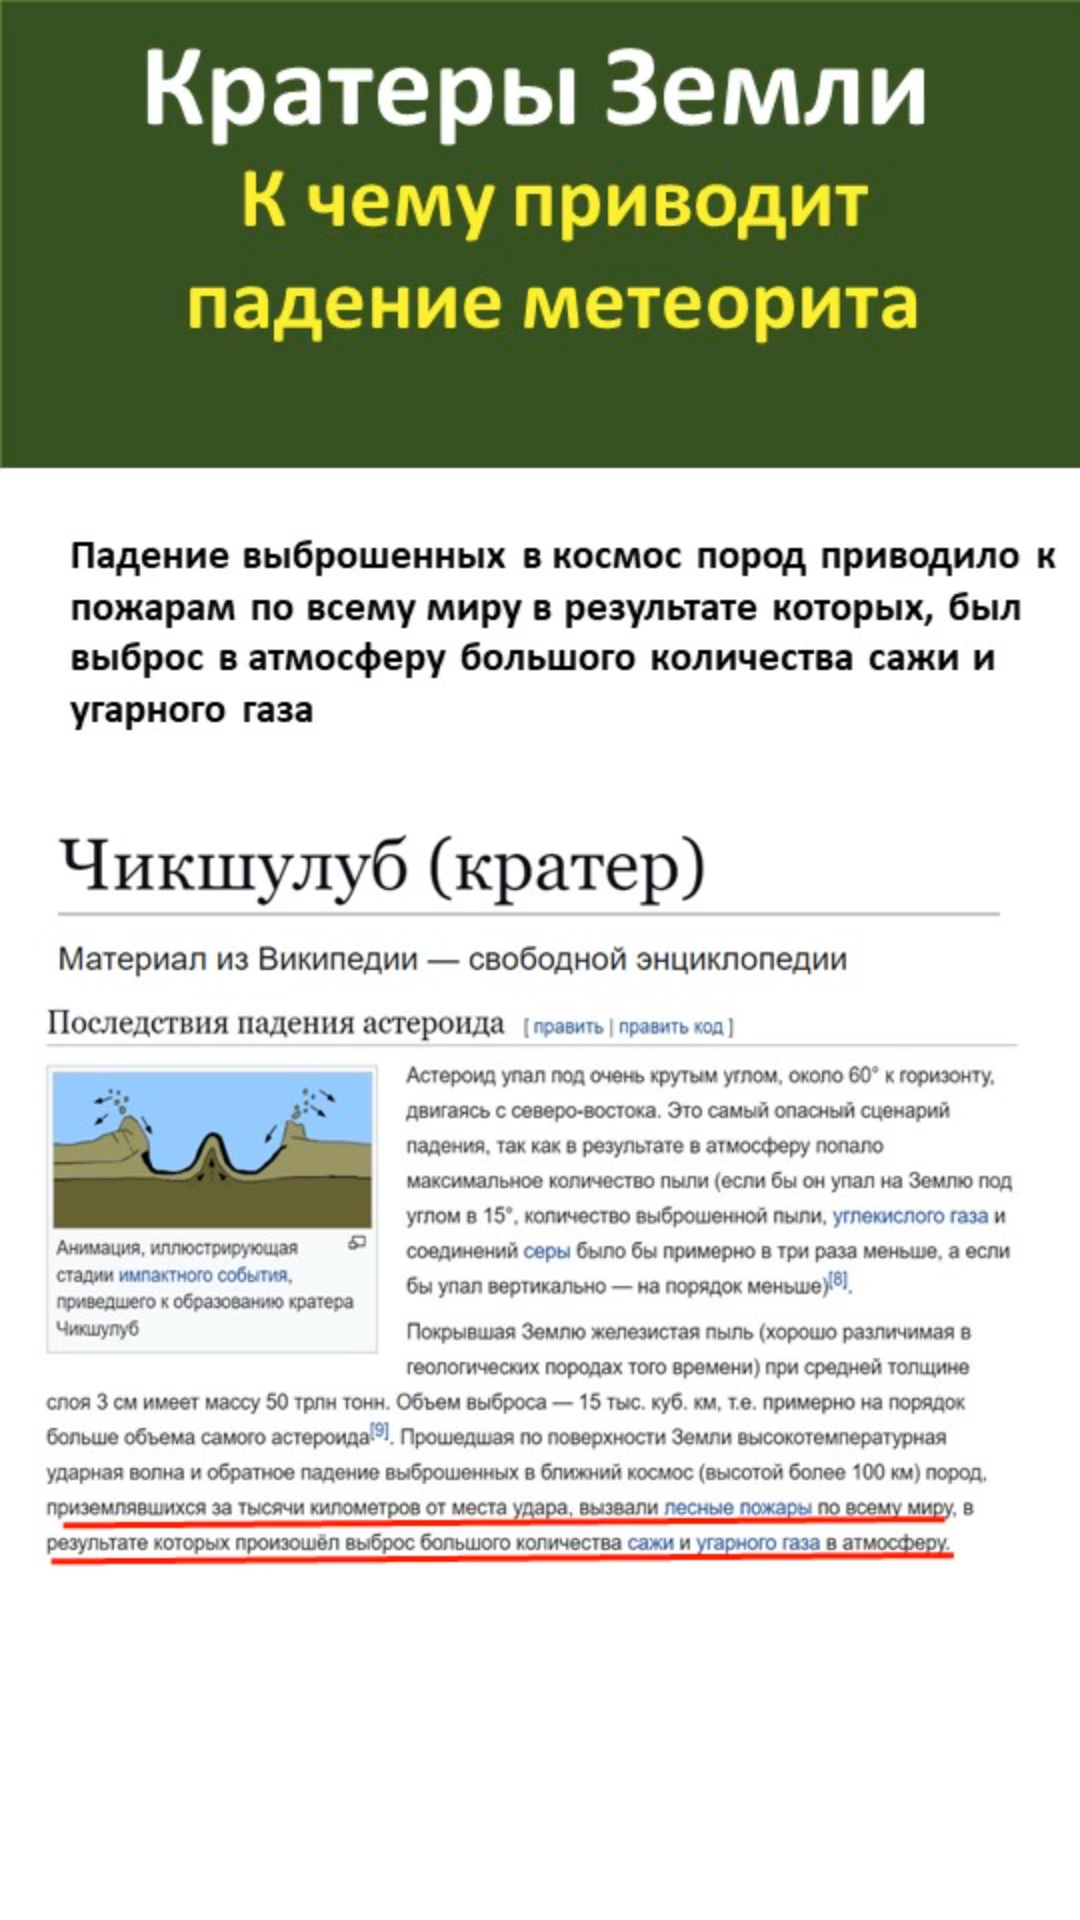 Кратеры Земли
К чему приводит
падение метеорита
Падение выброшенных в космос пород приводило к
пожарам по всему миру в результате которых, был
выброс в атмосферу большого количества сажи и
угарного газа
Чикшулуб (кратер)
Материал из Википедии — свободной энциклопедии
Последствия падения астероида [ править | править код ]
Анимация, иллюстрирующая
стадии импактного события,
приведшего к образованию кратера
Чикшулуб
Астероид упал под очень крутым углом, около 60° к горизонту,
двигаясь с северо-востока. Это самый опасный сценарий
падения, так как в результате в атмосферу попало
максимальное количество пыли (если бы он упал на Землю под
углом в 15°, количество выброшенной пыли, углекислого газа и
соединений серы было бы примерно в три раза меньше, а если
бы упал вертикально — на порядок меньше)[8].
Покрывшая Землю железистая пыль (хорошо различимая в
геологических породах того времени) при средней толщине
слоя 3 см имеет массу 50 трлн тонн. Объем выброса — 15 тыс. куб. км, т.е. примерно на порядок
больше объема самого астероида[9]. Прошедшая по поверхности Земли высокотемпературная
ударная волна и обратное падение выброшенных в ближний космос (высотой более 100 км) пород,
приземлявшихся за тысячи километров от места удара, вызвали лесные пожары по всему миру, в
результате которых произошёл выброс большого количества сажи и угарного газа в атмосферу.